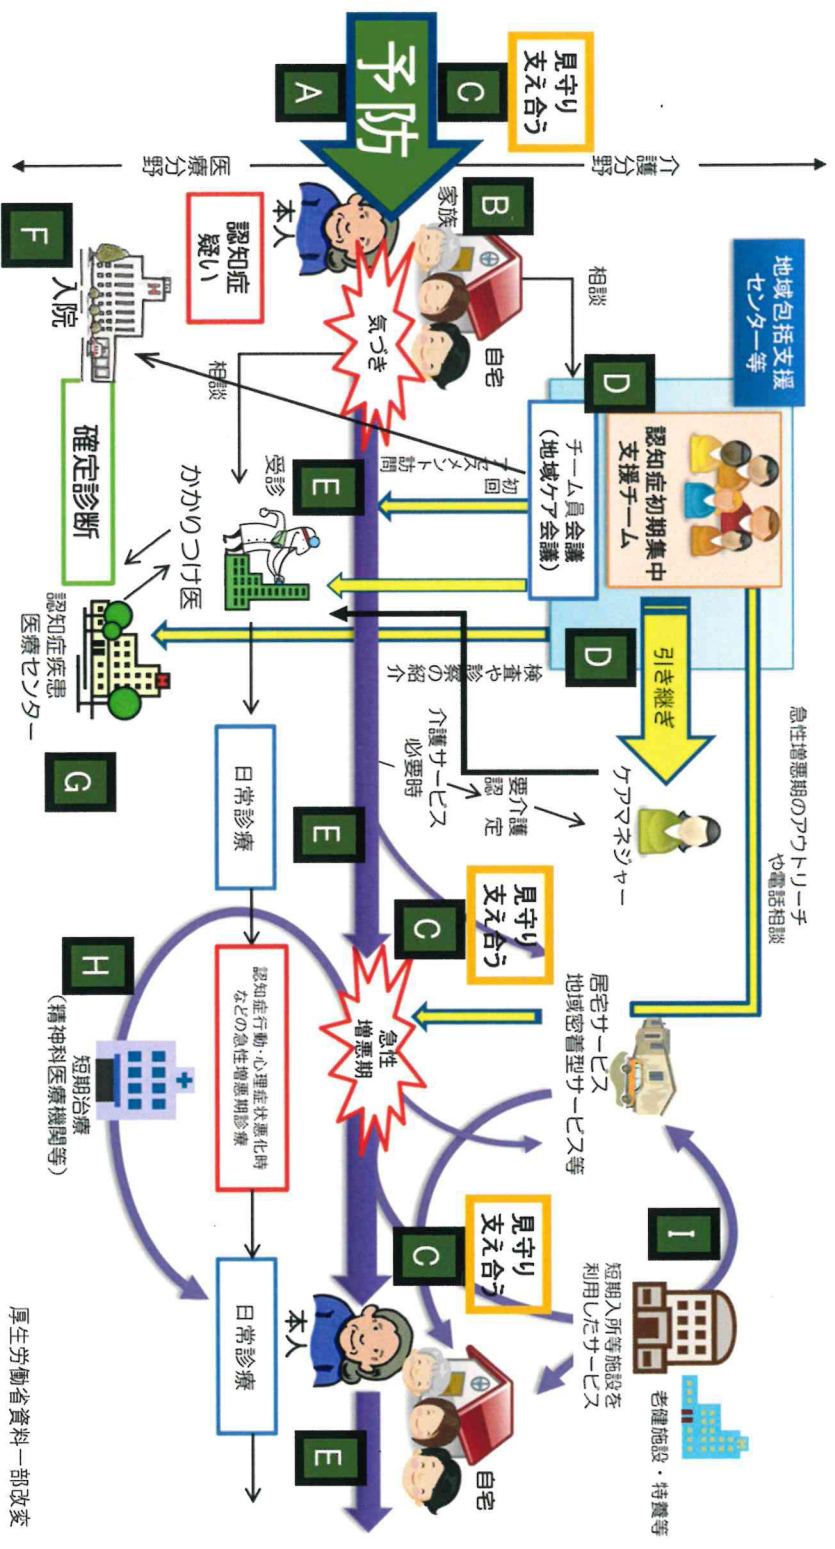 見守り
支え合う
C
予防
A
介護分野
医療分野
B
家族
本人
認知症
疑い
F
入院
気づき
自宅
相談
相談
地域包括支援
センター等
D
認知症初期集中
支援チーム
チーム員会議
(地域ケア会議)
初回
アセスメント訪問
E
受診
かかりつけ医
確定診断
認知症疾患
医療センター
G
D
引き継ぎ
検査や診察の紹介
ケアマネジャー
要介護
認定
介護サービス
必要時
急性増悪期のアウトリーチ
や電話相談
日常診療
E
見守り
支え合う
C
居宅サービス
地域密着型サービス等
急性
増悪期
認知症行動・心理症状悪化時
などの急性増悪期診療
H
短期治療
(精神科医療機関等)
I
短期入所等施設を
利用したサービス
老健施設・特養等
見守り
支え合う
C
日常診療
本人
自宅
E
厚生労働省資料一部改変